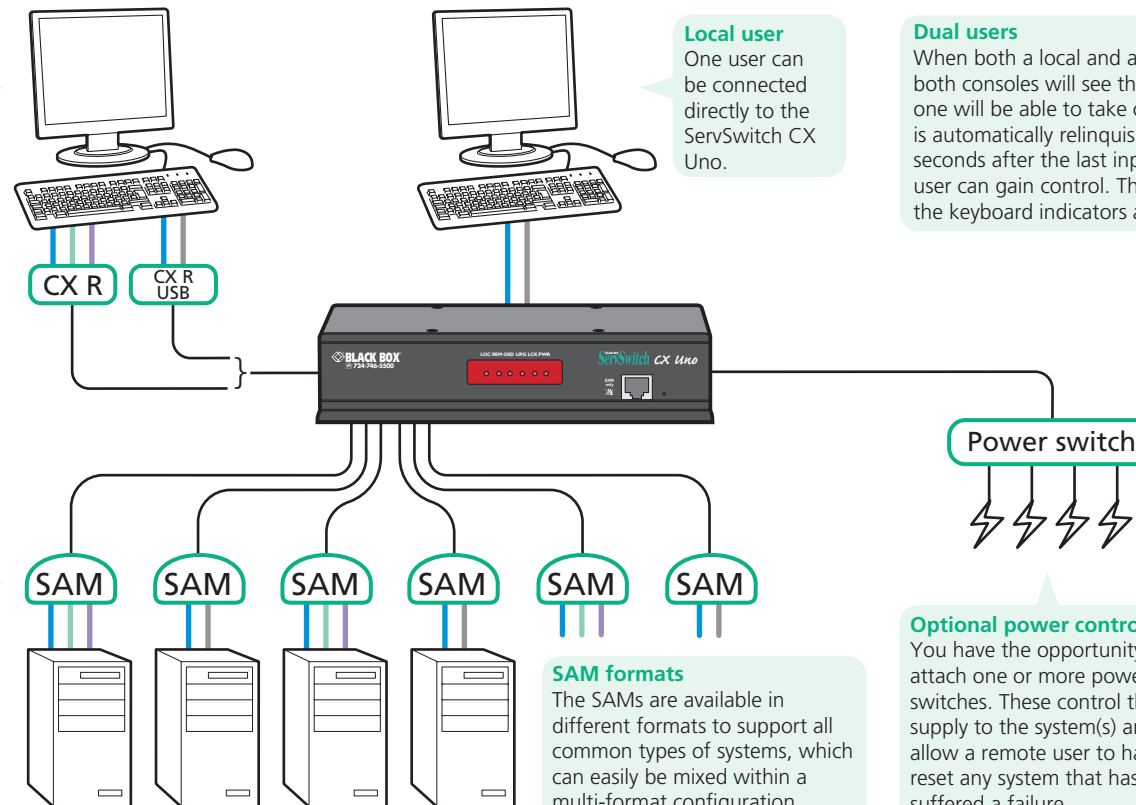 Local user
One user can
be connected
directly to the
ServSwitch CX
Uno.
Dual users
When both a local and a
both consoles will see th
one will be able to take
is automatically relinquis
seconds after the last inp
user can gain control. Th
the keyboard indicators a
CX R
CX R
USB
BLACK BOX
724-746-5500
LOC REM OSD UPG LCK PWR
ServSwitch CX Uno
only
Power switch
SAM
SAM
SAM
SAM
SAM
SAM
SAM formats
The SAMs are available in
different formats to support all
common types of systems, which
can easily be mixed within a
multi-format configuration
Optional power contro
You have the opportunity
attach one or more powe
switches. These control th
supply to the system(s) an
allow a remote user to ha
reset any system that has
suffered a failure